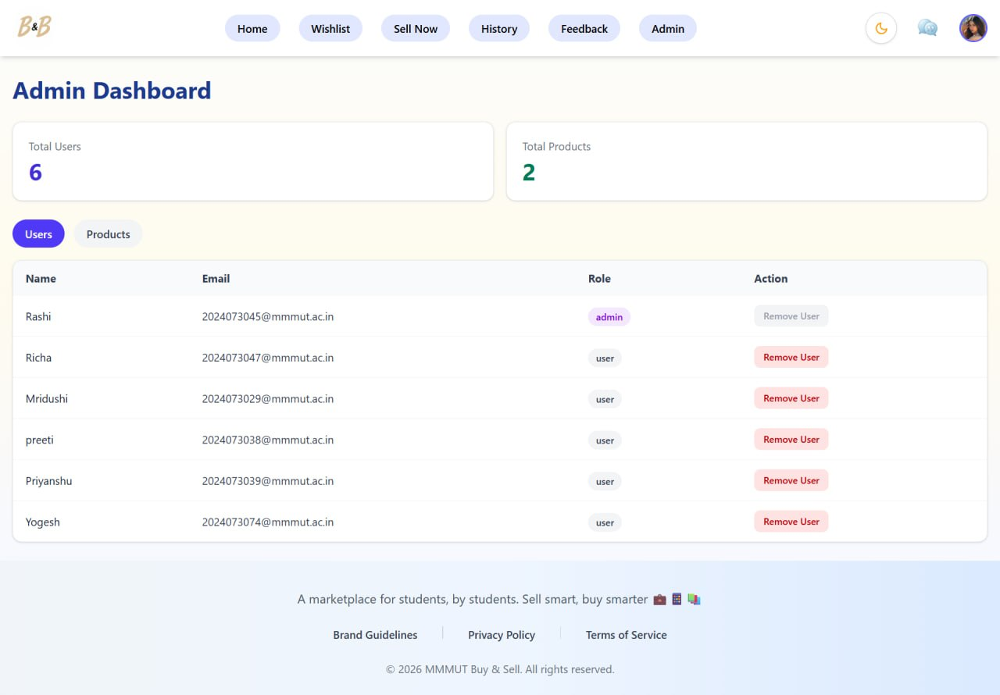 B&B
Home Wishlist Sell Now History Feedback Admin
Admin Dashboard
Total Users
6
Total Products
2
Users Products
Name Email Role Action
Rashi 2024073045@mmmut.ac.in admin Remove User
Richa 2024073047@mmmut.ac.in user Remove User
Mridushi 2024073029@mmmut.ac.in user Remove User
preeti 2024073038@mmmut.ac.in user Remove User
Priyanshu 2024073039@mmmut.ac.in user Remove User
Yogesh 2024073074@mmmut.ac.in user Remove User
A marketplace for students, by students. Sell smart, buy smarter 💼 📱 📚
Brand Guidelines Privacy Policy Terms of Service
© 2026 MMMUT Buy & Sell. All rights reserved.